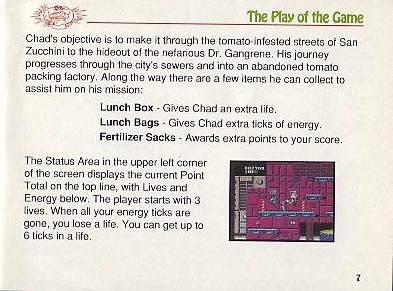 The Play of the Game
Chad's objective is to make it through the tomato-infested streets of San
Zucchini to the hideout of the nefarious Dr. Gangrene. His journey
progresses through the city's sewers and into an abandoned tomato
packing factory. Along the way there are a few items he can collect to
assist him on his mission:
Lunch Box - Gives Chad an extra life.
Lunch Bags - Gives Chad extra ticks of energy.
Fertilizer Sacks - Awards extra points to your score.
The Status Area in the upper left corner
of the screen displays the current Point
Total on the top line, with Lives and
Energy below. The player starts with 3
lives. When all your energy ticks are
gone, you lose a life. You can get up to
6 ticks in a life.
7